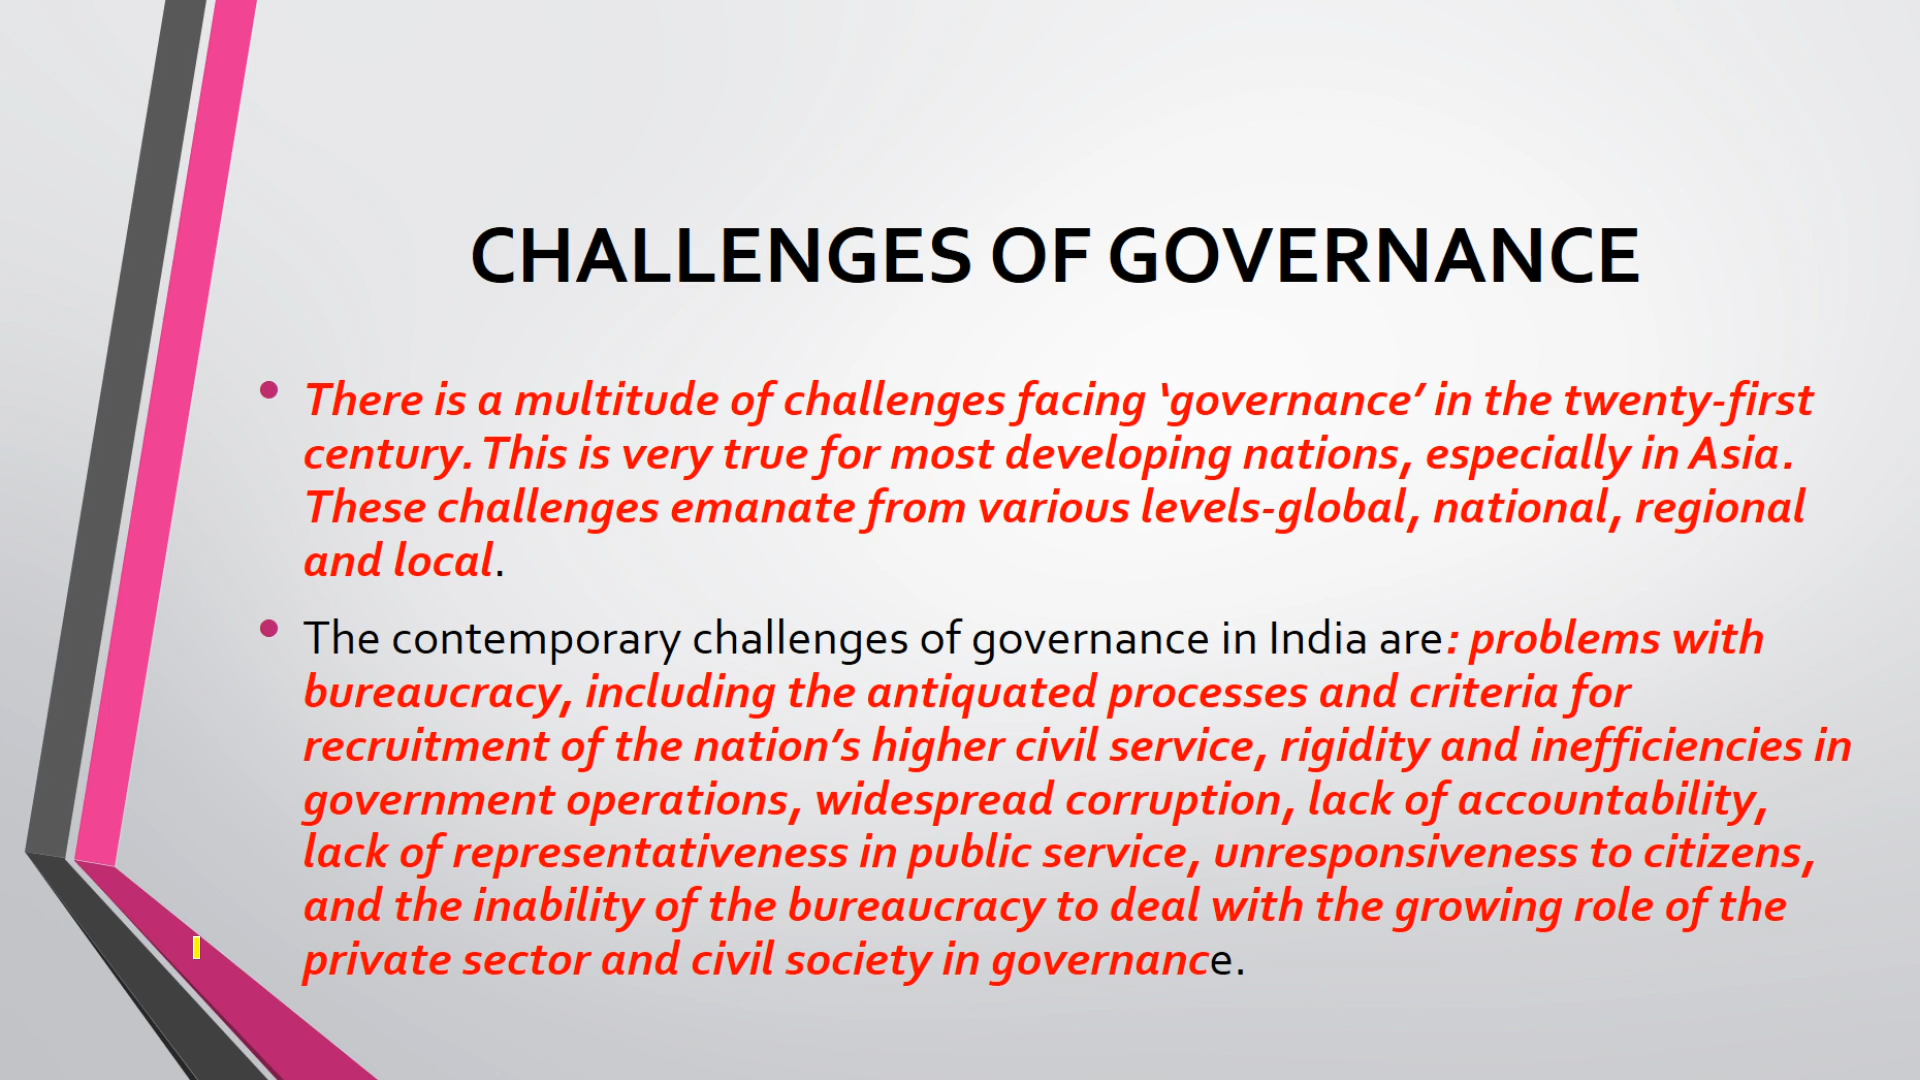 CHALLENGES OF GOVERNANCE
• There is a multitude of challenges facing ‘governance’ in the twenty-first
century. This is very true for most developing nations, especially in Asia.
These challenges emanate from various levels-global, national, regional
and local.
• The contemporary challenges of governance in India are: problems with
bureaucracy, including the antiquated processes and criteria for
recruitment of the nation’s higher civil service, rigidity and inefficiencies in
government operations, widespread corruption, lack of accountability,
lack of representativeness in public service, unresponsiveness to citizens,
and the inability of the bureaucracy to deal with the growing role of the
private sector and civil society in governance.